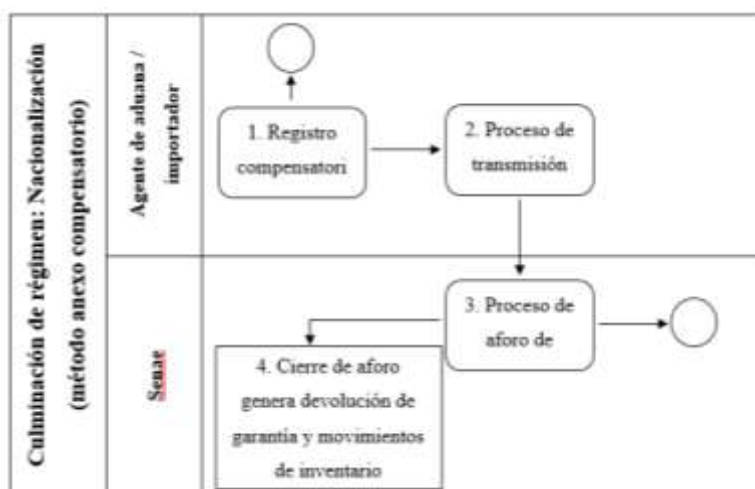 Culminación de régimen: Nacionalización
(método anexo compensatorio)
Agente de aduana /
importador
1. Registro
compensatori
2. Proceso de
transmisión
Senae
3. Proceso de
aforo de
4. Cierre de aforo
genera devolución de
garantía y movimientos
de inventario